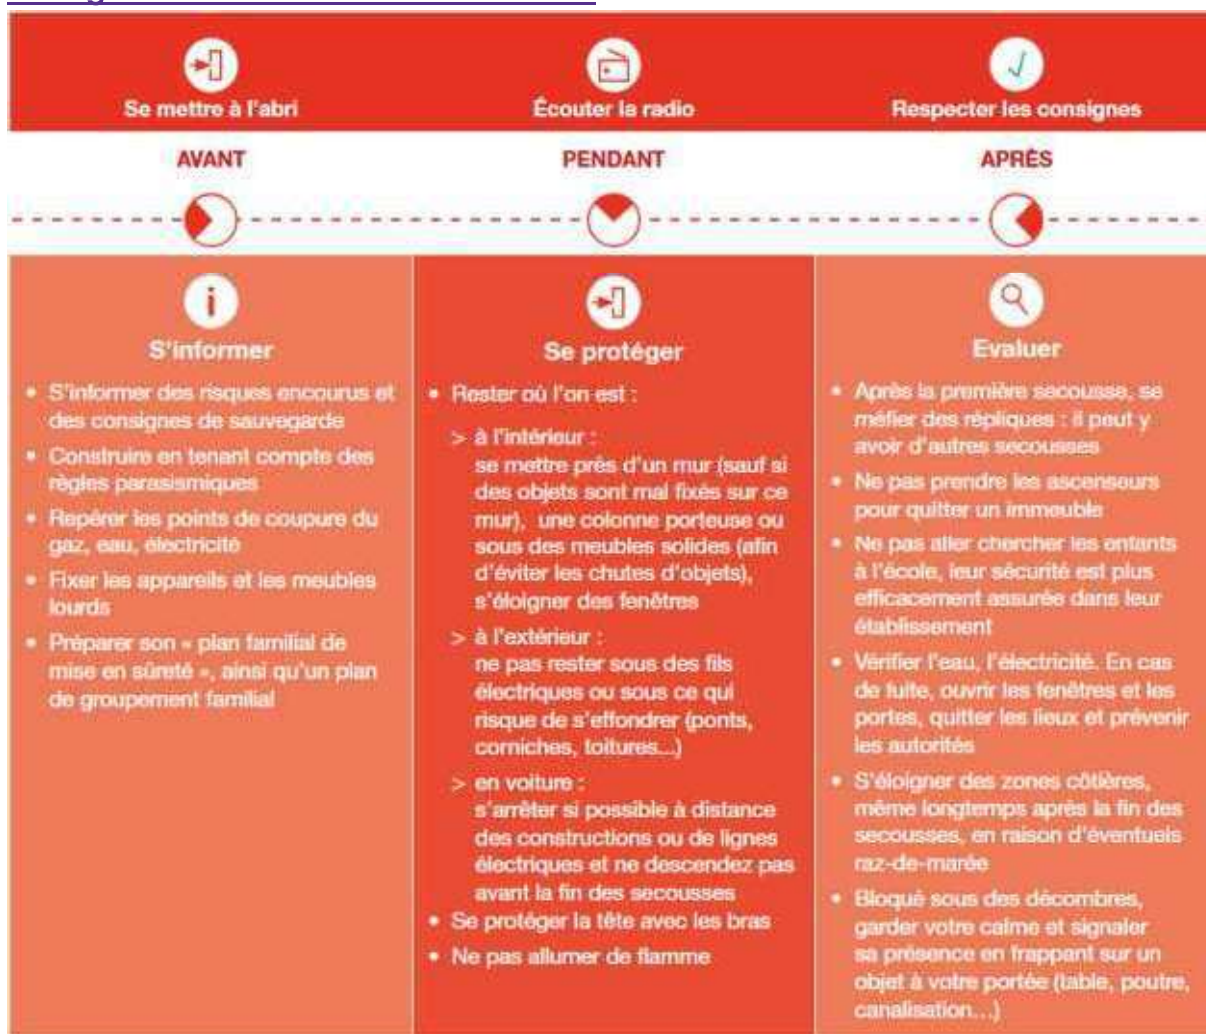 Se mettre à l'abri
Écouter la radio
Respecter les consignes
AVANT
PENDANT
APRÈS
i
S'informer
• S'informer des risques encourus et
des consignes de sauvegarde
• Construire en tenant compte des
règles parasismiques
• Repérer les points de coupure du
gaz, eau, électricité
• Fixer les appareils et les meubles
lourds
• Préparer son « plan familial de
mise en sûreté », ainsi qu'un plan
de groupement familial
Se protéger
• Rester où l'on est :
> à l'intérieur :
se mettre près d'un mur (sauf si
des objets sont mal fixés sur ce
mur), une colonne porteuse ou
sous des meubles solides (afin
d'éviter les chutes d'objets),
s'éloigner des fenêtres
> à l'extérieur :
ne pas rester sous des fils
électriques ou sous ce qui
risque de s'effondrer (ponts,
corniches, toitures...)
> en voiture :
s'arrêter si possible à distance
des constructions ou de lignes
électriques et ne descendez pas
avant la fin des secousses
• Se protéger la tête avec les bras
• Ne pas allumer de flamme
Evaluer
• Après la première secousse, se
méfier des répliques : il peut y
avoir d'autres secousses
• Ne pas prendre les ascenseurs
pour quitter un immeuble
• Ne pas aller chercher les enfants
à l'école, leur sécurité est plus
efficacement assurée dans leur
établissement
• Vérifier l'eau, l'électricité. En cas
de fuite, ouvrir les fenêtres et les
portes, quitter les lieux et prévenir
les autorités
• S'éloigner des zones côtières,
même longtemps après la fin des
secousses, en raison d'éventuels
raz-de-marée
• Bloqué sous des décombres,
garder votre calme et signaler
sa présence en frappant sur un
objet à votre portée (table, poutre,
canalisation...)